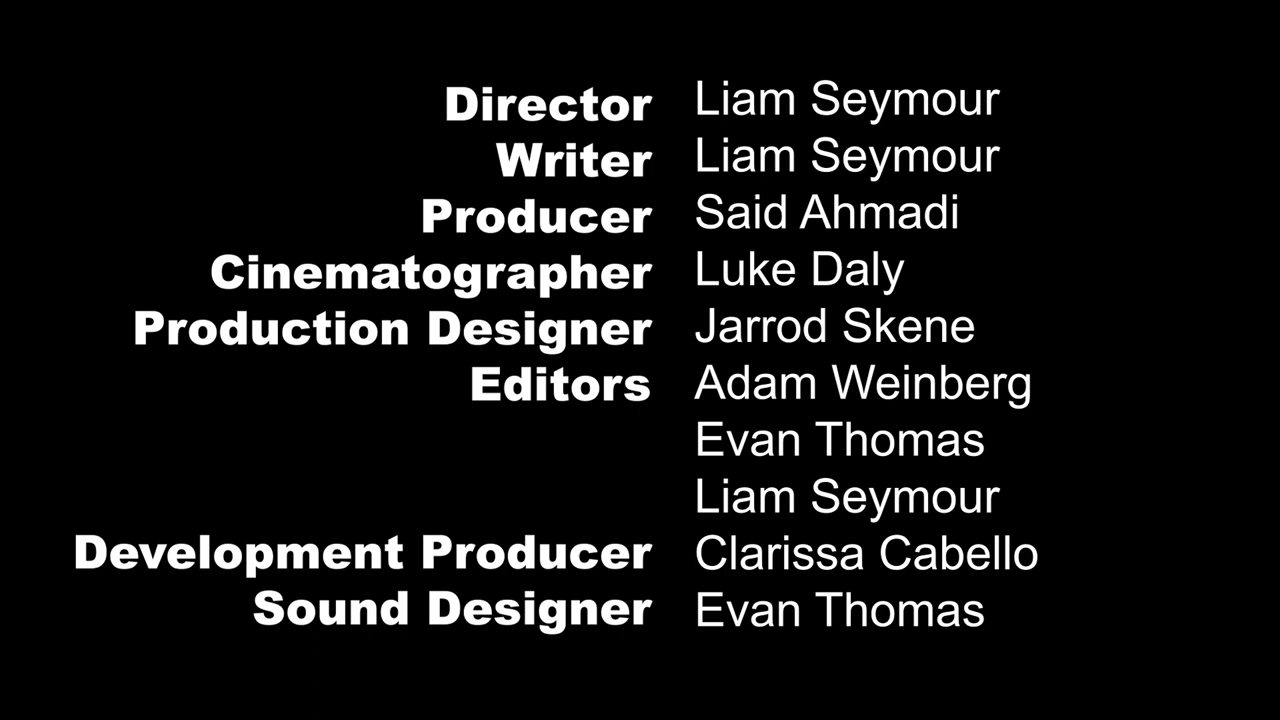 Director Liam Seymour
Writer Liam Seymour
Producer Said Ahmadi
Cinematographer Luke Daly
Production Designer Jarrod Skene
Editors Adam Weinberg
Evan Thomas
Liam Seymour
Development Producer Clarissa Cabello
Sound Designer Evan Thomas